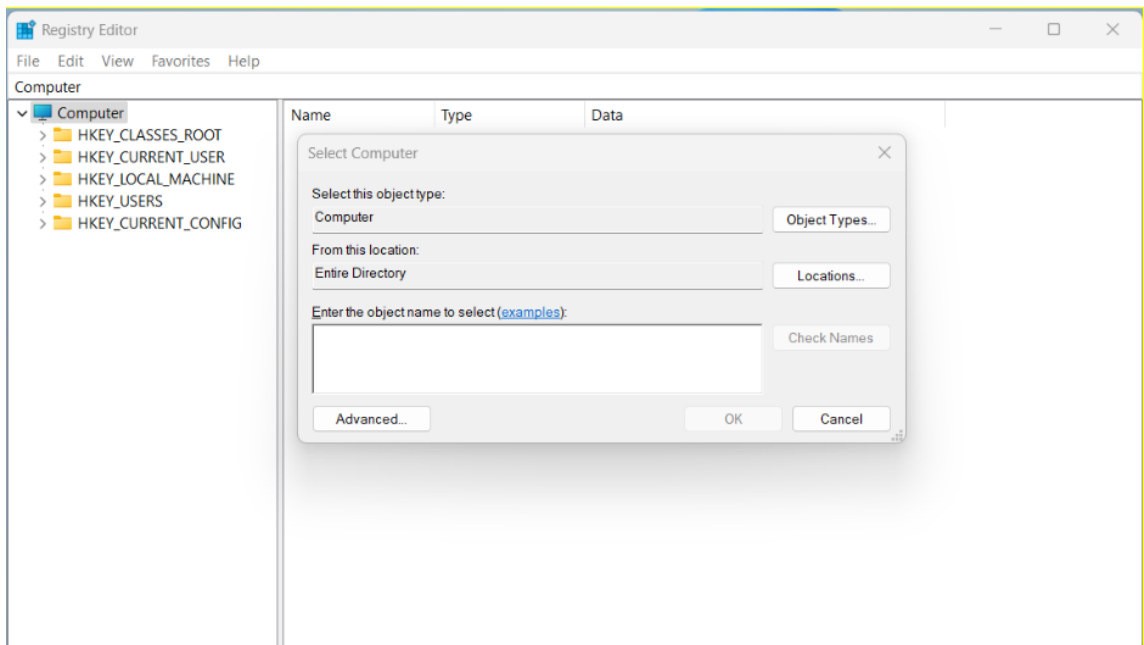 Registry Editor
File Edit View Favorites Help
Computer
Computer
HKEY_CLASSES_ROOT
HKEY_CURRENT_USER
HKEY_LOCAL_MACHINE
HKEY_USERS
HKEY_CURRENT_CONFIG
Name Type Data
Select Computer
Select this object type:
Computer
Object Types...
From this location:
Entire Directory
Locations...
Enter the object name to select (examples):
Check Names
Advanced...
OK
Cancel